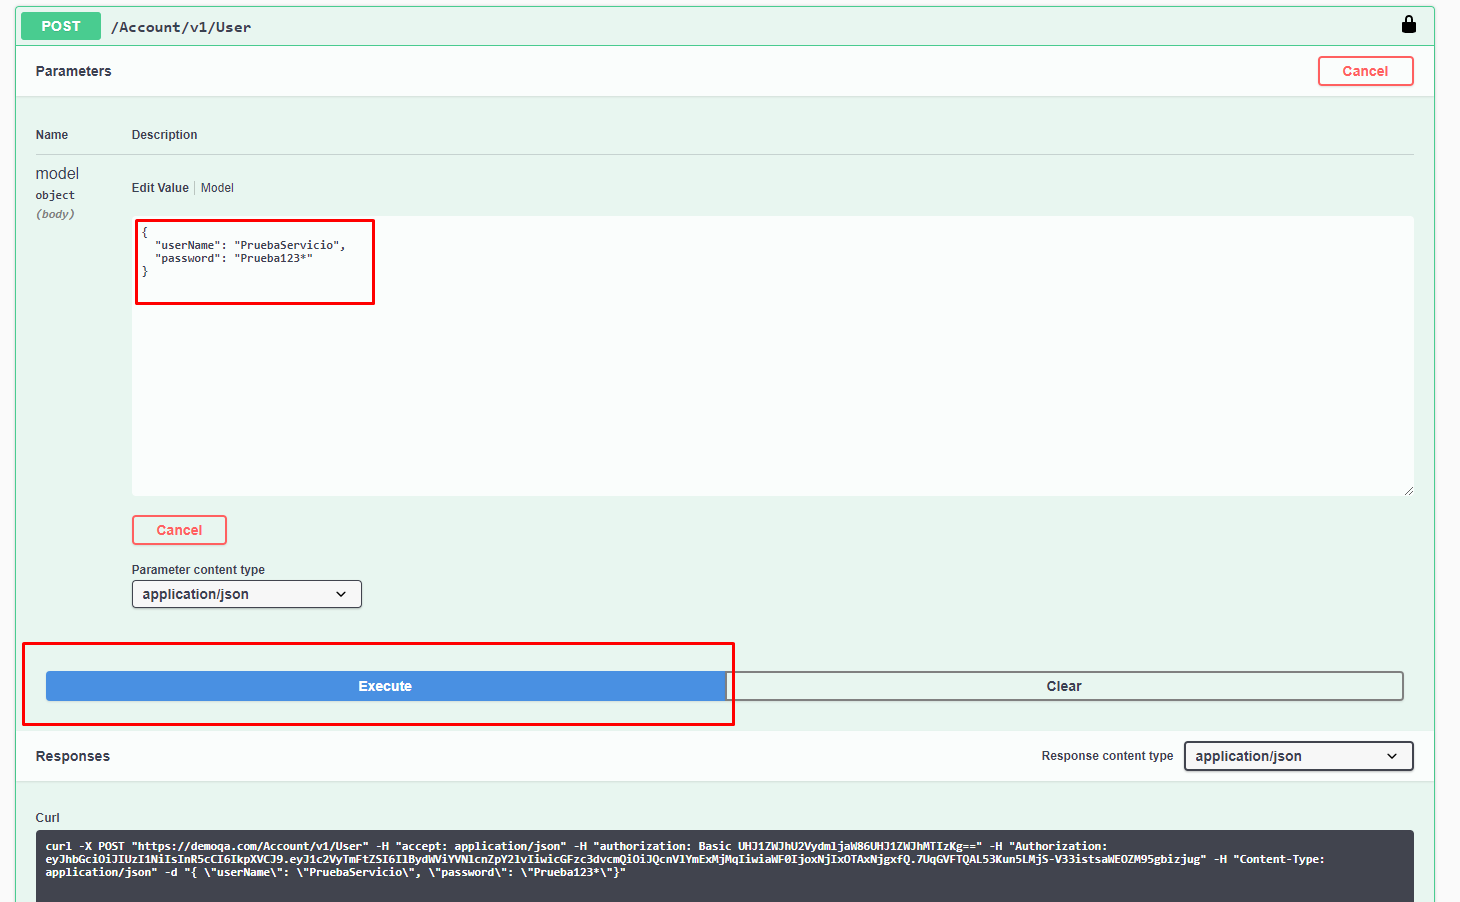 POST /Account/v1/User
Parameters
Cancel
Name Description
model
object
(body)
Edit Value Model
{
"userName": "PruebaServicio",
"password": "Prueba123*"
}
Cancel
Parameter content type
application/json
Execute
Clear
Responses
Response content type
application/json
Curl
curl -X POST "https://demoqa.com/Account/v1/User" -H "accept: application/json" -H "authorization: Basic UHJ1ZWJhU2VydmljaW86UHJ1ZWJhMTIzKg==" -H "Authorization:
eyJhbGciOiJIUzI1NiIsInR5cCI6IkpXVCJ9.eyJ1c2VyTmFtZSI6IlBydWViYVNlcnZpY2lvIiwicGFzc3dvcmQiOiJQcnVlYmExMjMqIiwiaWF0IjoxNjIxOTAxNjgxfQ.7UqGVFTQAL53Kun5LMjS-V33istsaWEOZM95gbizjug" -H "Content-Type:
application/json" -d "{ \"userName\": \"PruebaServicio\", \"password\": \"Prueba123*\"}"